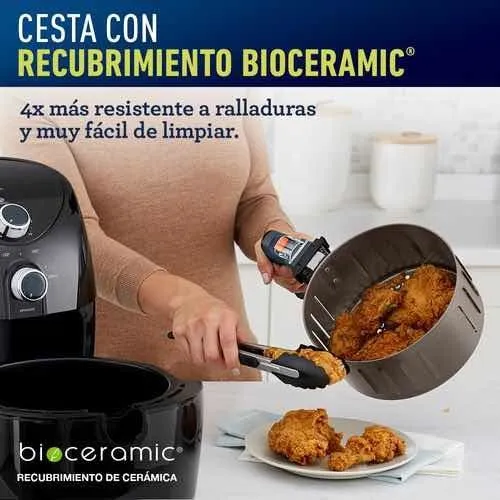 CESTA CON
RECUBRIMIENTO BIOCERAMIC®
4x más resistente a ralladuras
y muy fácil de limpiar.
bioceramic®
RECUBRIMIENTO DE CERÁMICA